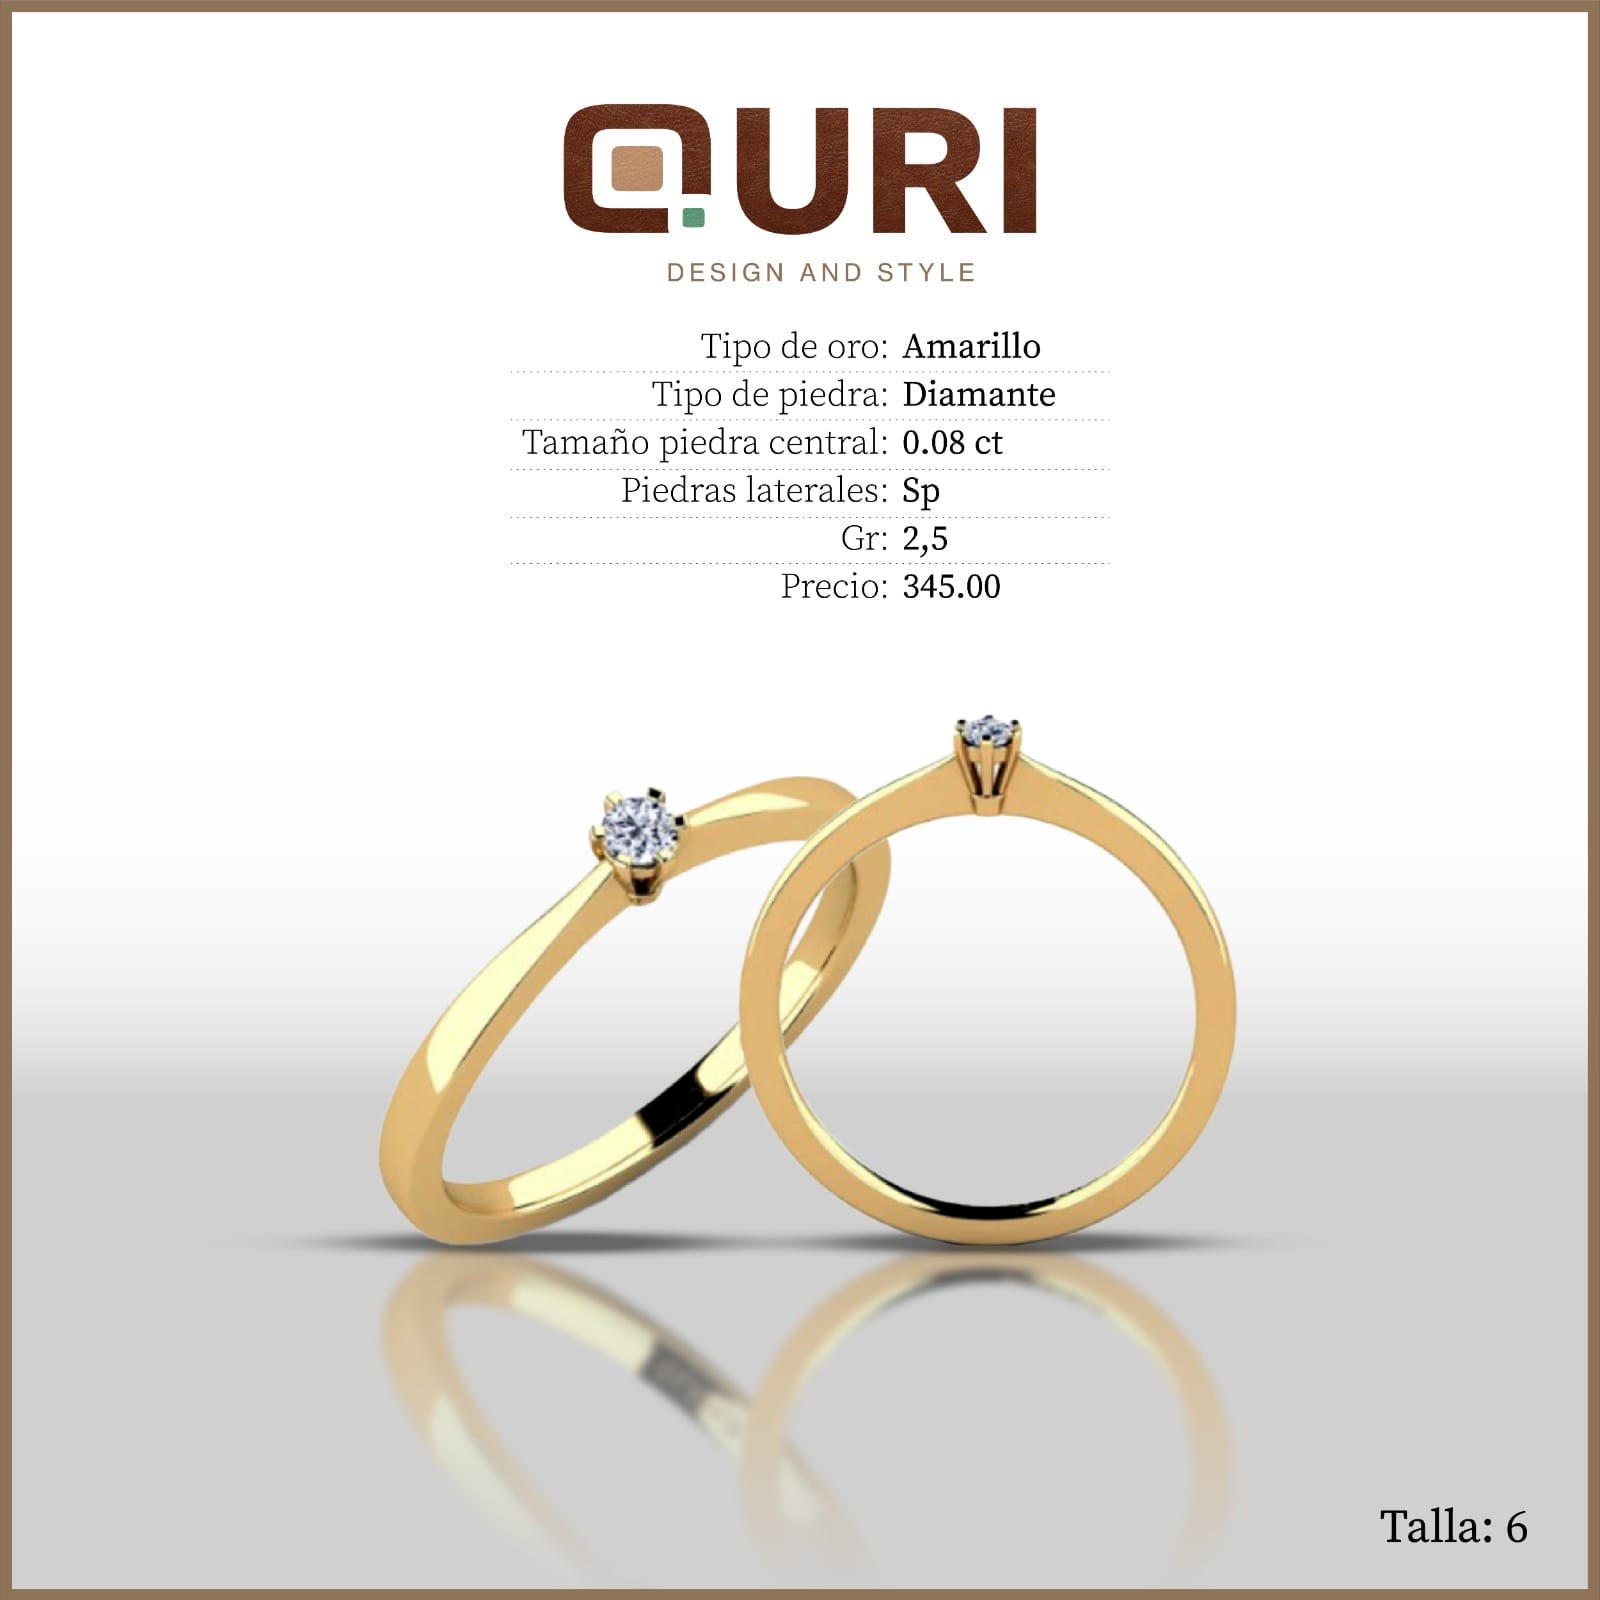 QURI
DESIGN AND STYLE
Tipo de oro: Amarillo
Tipo de piedra: Diamante
Tamaño piedra central: 0.08 ct
Piedras laterales: Sp
Gr: 2,5
Precio: 345.00
Talla: 6